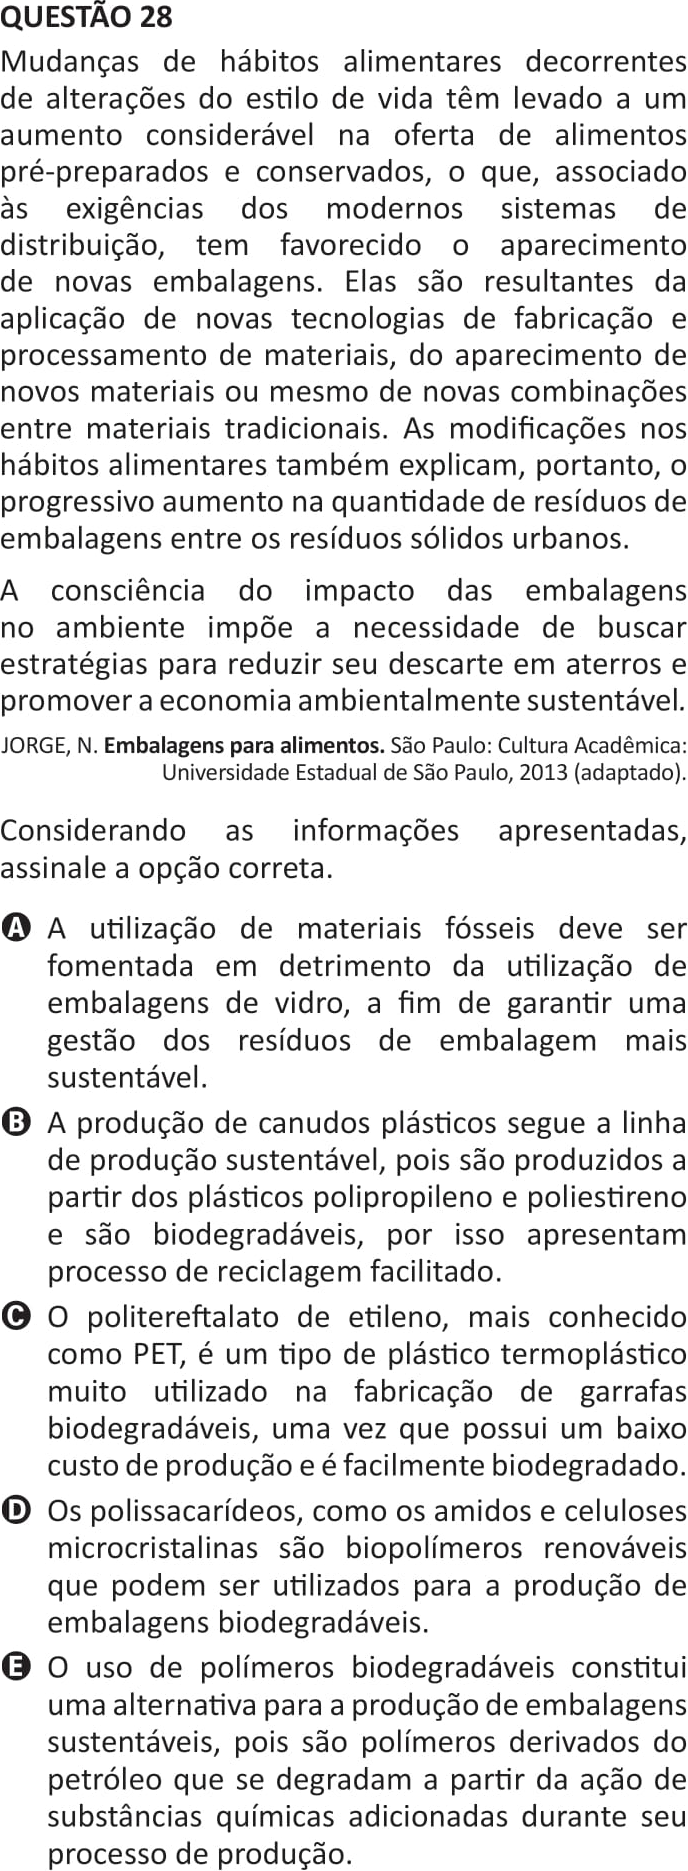 QUESTÃO 28
Mudanças de hábitos alimentares decorrentes
de alterações do estilo de vida têm levado a um
aumento considerável na oferta de alimentos
pré-preparados e conservados, o que, associado
às exigências dos modernos sistemas de
distribuição, tem favorecido o aparecimento
de novas embalagens. Elas são resultantes da
aplicação de novas tecnologias de fabricação e
processamento de materiais, do aparecimento de
novos materiais ou mesmo de novas combinações
entre materiais tradicionais. As modificações nos
hábitos alimentares também explicam, portanto, o
progressivo aumento na quantidade de resíduos de
embalagens entre os resíduos sólidos urbanos.
A consciência do impacto das embalagens
no ambiente impõe a necessidade de buscar
estratégias para reduzir seu descarte em aterros e
promover a economia ambientalmente sustentável.
JORGE, N. Embalagens para alimentos. São Paulo: Cultura Acadêmica:
Universidade Estadual de São Paulo, 2013 (adaptado).
Considerando as informações apresentadas,
assinale a opção correta.
A A utilização de materiais fósseis deve ser
fomentada em detrimento da utilização de
embalagens de vidro, a fim de garantir uma
gestão dos resíduos de embalagem mais
sustentável.
B A produção de canudos plásticos segue a linha
de produção sustentável, pois são produzidos a
partir dos plásticos polipropileno e poliestireno
e são biodegradáveis, por isso apresentam
processo de reciclagem facilitado.
C O politereftalato de etileno, mais conhecido
como PET, é um tipo de plástico termoplástico
muito utilizado na fabricação de garrafas
biodegradáveis, uma vez que possui um baixo
custo de produção e é facilmente biodegradado.
D Os polissacarídeos, como os amidos e celuloses
microcristalinas são biopolímeros renováveis
que podem ser utilizados para a produção de
embalagens biodegradáveis.
E O uso de polímeros biodegradáveis constitui
uma alternativa para a produção de embalagens
sustentáveis, pois são polímeros derivados do
petróleo que se degradam a partir da ação de
substâncias químicas adicionadas durante seu
processo de produção.